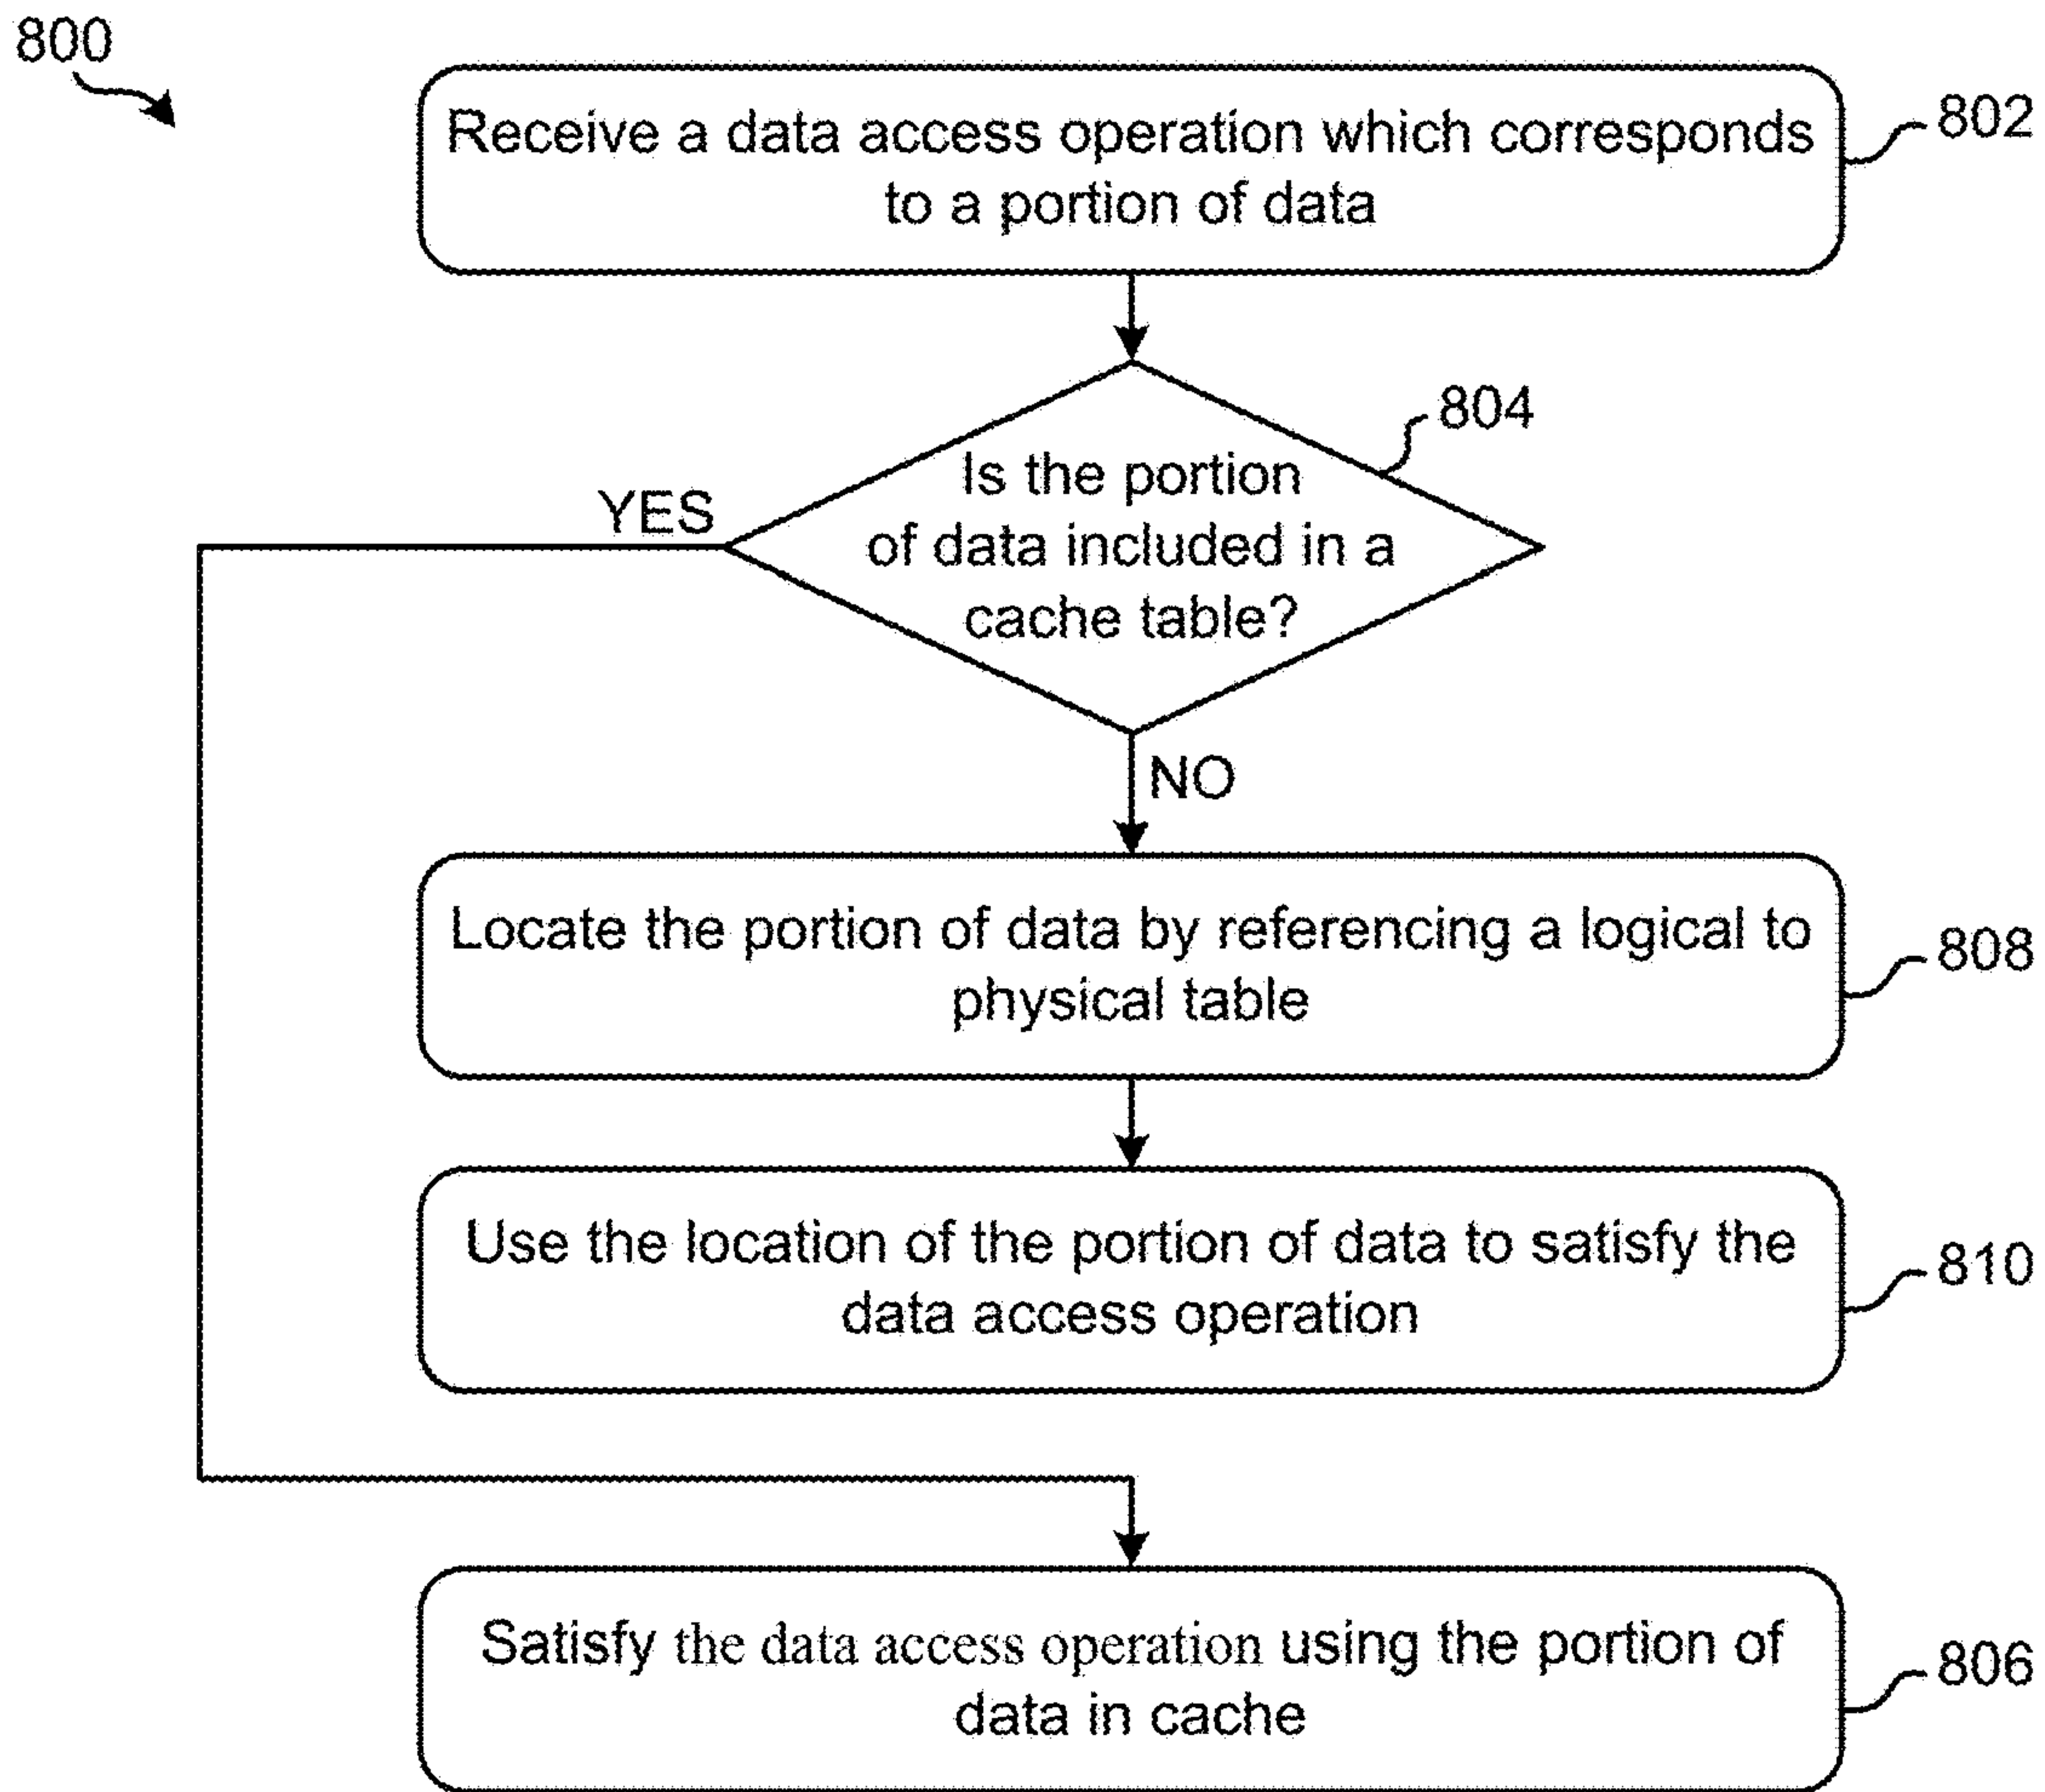 800
Receive a data access operation which corresponds
to a portion of data
802
804
Is the portion
of data included in a
cache table?
YES
NO
Locate the portion of data by referencing a logical to
physical table
808
Use the location of the portion of data to satisfy the
data access operation
810
Satisfy the data access operation using the portion of
data in cache
806